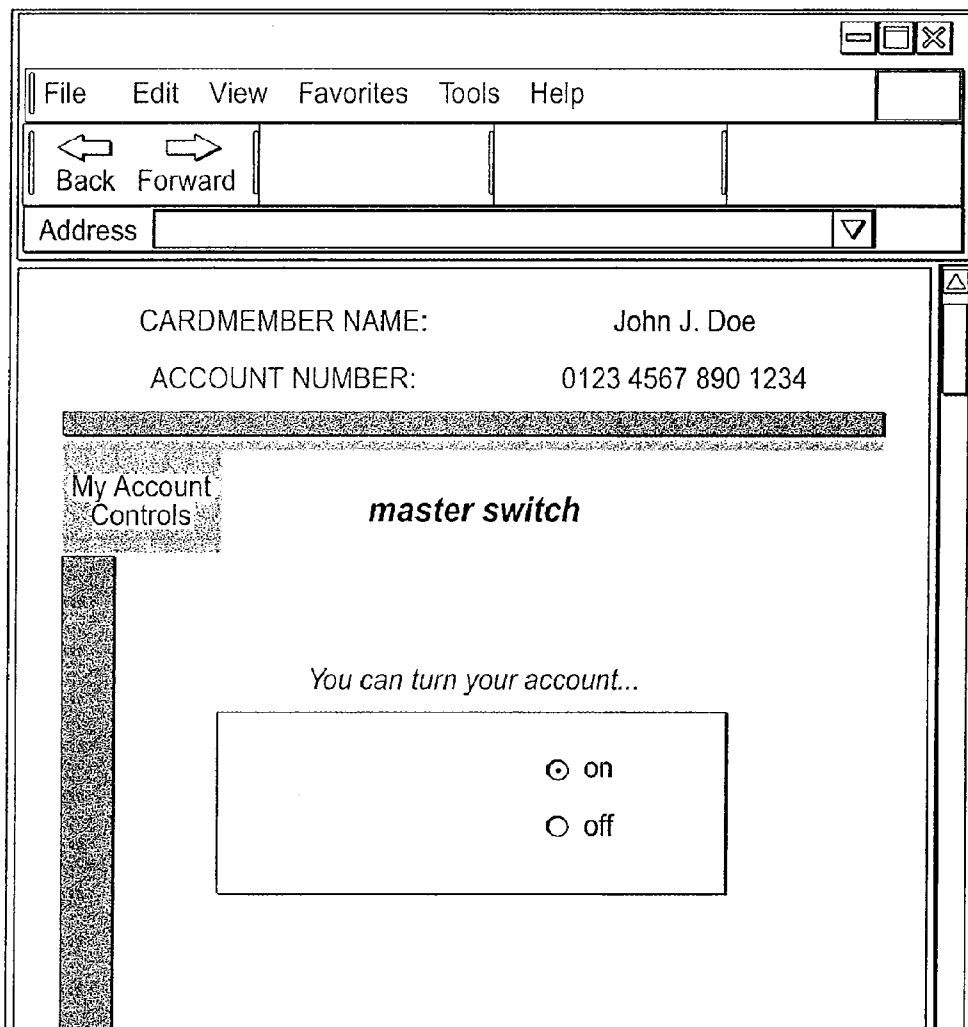 File Edit View Favorites Tools Help
Back Forward
Address
CARDMEMBER NAME: John J. Doe
ACCOUNT NUMBER: 0123 4567 890 1234
My Account
Controls
master switch
You can turn your account...
on
off